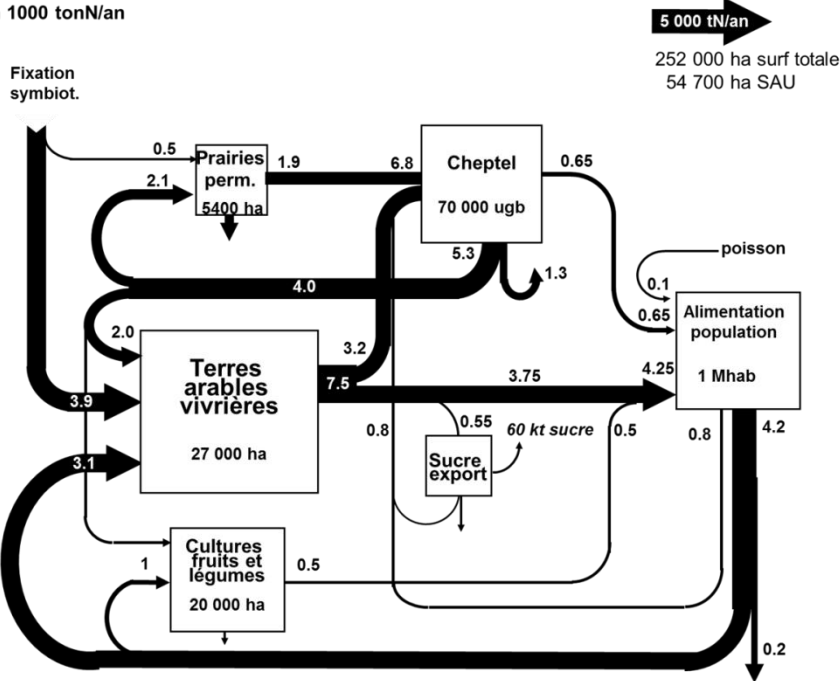 1000 tonN/an
5 000 tN/an
252 000 ha surf totale
54 700 ha SAU
Fixation
symbiot.
0.5
Prairies
perm.
5400 ha
1.9
6.8
Cheptel
70 000 ugb
0.65
2.1
5.3
1.3
4.0
poisson
0.1
0.65
Alimentation
population
1 Mhab
2.0
3.2
Terres
arables
vivrières
27 000 ha
7.5
3.75
4.25
3.9
0.8
0.55
60 kt sucre
0.5
0.8
4.2
Sucre
export
3.1
Cultures
fruits et
légumes
20 000 ha
1
0.5
0.2